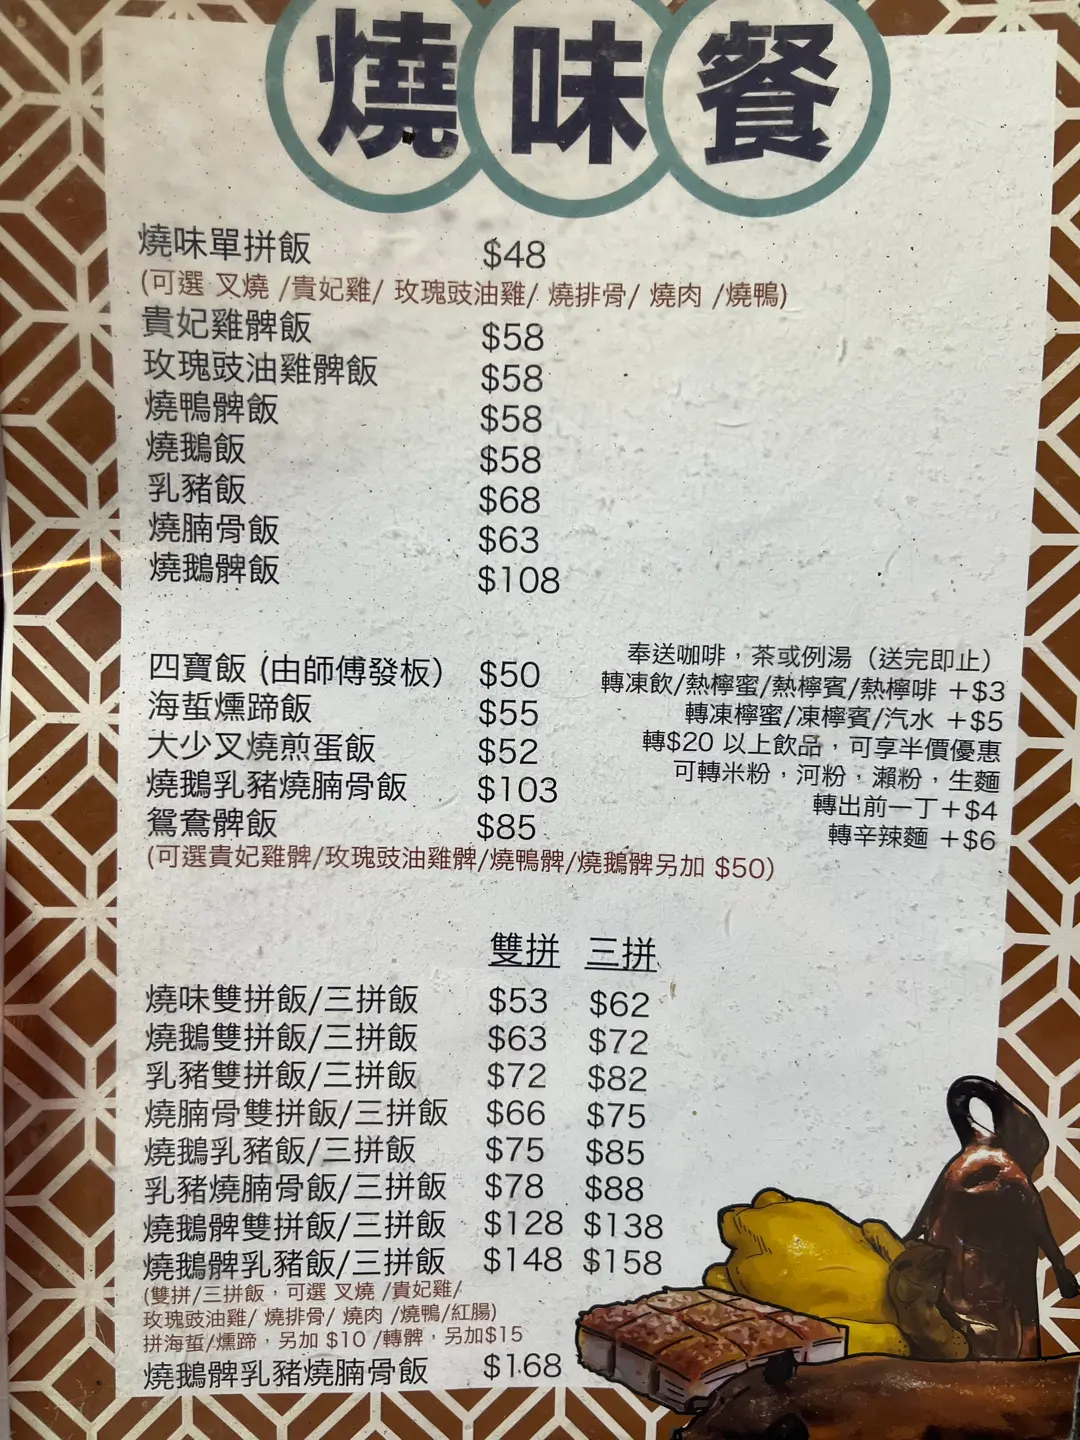 燒味餐
燒味單拼飯 $48
(可選 叉燒 /貴妃雞/ 玫瑰豉油雞/ 燒排骨/ 燒肉 /燒鴨)
貴妃雞髀飯 $58
玫瑰豉油雞髀飯 $58
燒鴨髀飯 $58
燒鵝飯 $58
乳豬飯 $68
燒腩骨飯 $63
燒鵝髀飯 $108
四寶飯 (由師傅發板) $50
海蜇燻蹄飯 $55
大少叉燒煎蛋飯 $52
燒鵝乳豬燒腩骨飯 $103
鴛鴦髀飯 $85
(可選貴妃雞髀/玫瑰豉油雞髀/燒鴨髀/燒鵝髀另加 $50)
奉送咖啡，茶或例湯（送完即止）
轉凍飲/熱檸蜜/熱檸賓/熱檸啡 +$3
轉凍檸蜜/凍檸賓/汽水 +$5
轉$20 以上飲品，可享半價優惠
可轉米粉，河粉，瀨粉，生麵
轉出前一丁+$4
轉辛辣麵 +$6
雙拼 三拼
燒味雙拼飯/三拼飯 $53 $62
燒鵝雙拼飯/三拼飯 $63 $72
乳豬雙拼飯/三拼飯 $72 $82
燒腩骨雙拼飯/三拼飯 $66 $75
燒鵝乳豬飯/三拼飯 $75 $85
乳豬燒腩骨飯/三拼飯 $78 $88
燒鵝髀雙拼飯/三拼飯 $128 $138
燒鵝髀乳豬飯/三拼飯 $148 $158
(雙拼/三拼飯，可選 叉燒 /貴妃雞/
玫瑰豉油雞/ 燒排骨/ 燒肉 /燒鴨/紅腸)
拼海蜇/燻蹄，另加 $10 /轉髀，另加$15
燒鵝髀乳豬燒腩骨飯 $168